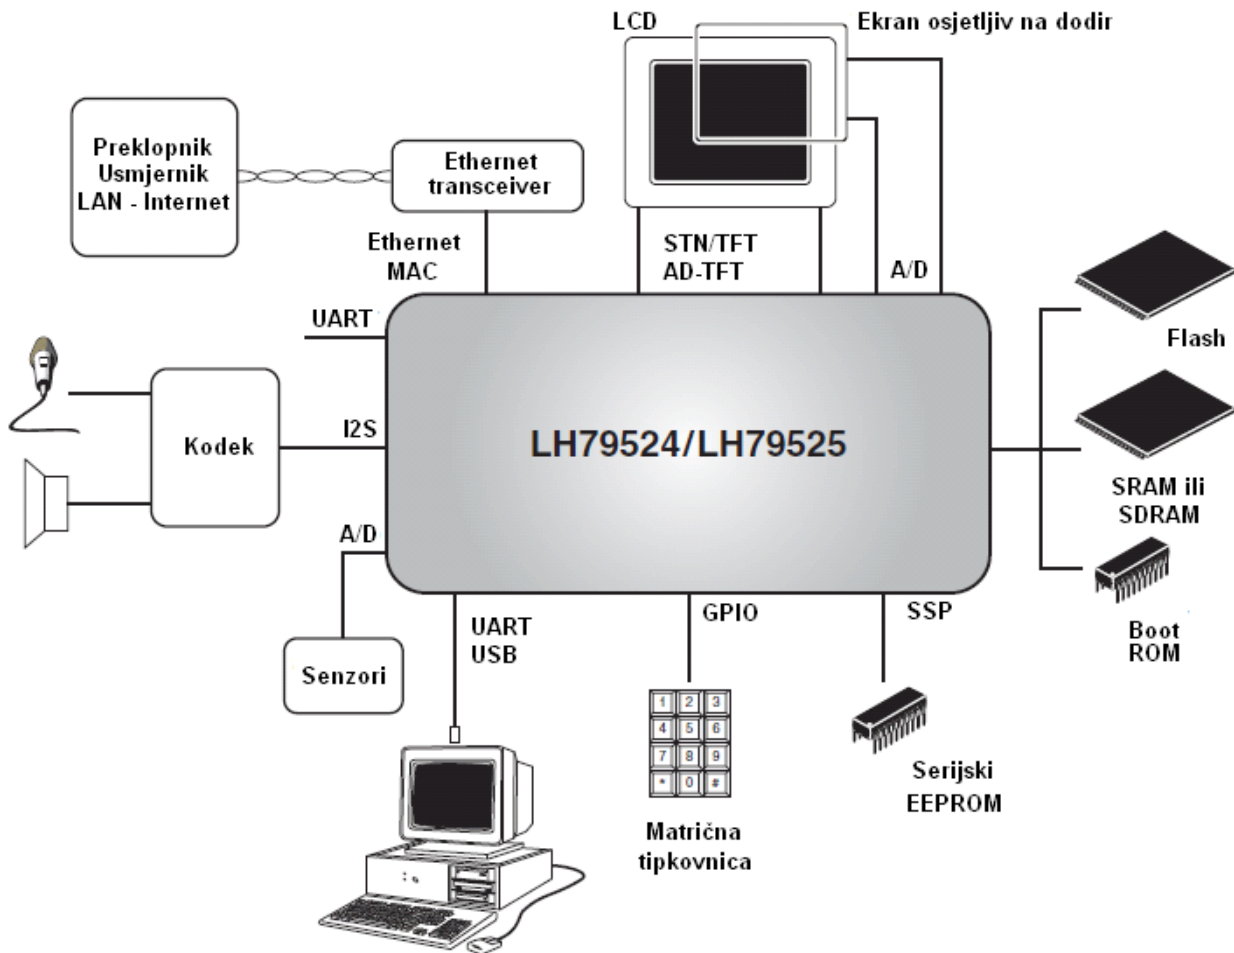 LCD
Ekran osjetljiv na dodir
Preklopnik
Usmjernik
LAN - Internet
Ethernet
transceiver
Ethernet
MAC
STN/TFT
AD-TFT
A/D
UART
Flash
I2S
Kodek
LH79524/LH79525
SRAM ili
SDRAM
A/D
Boot
ROM
Senzori
UART
USB
GPIO
SSP
1 2 3
4 5 6
7 8 9
* 0 #
Serijski
EEPROM
Matrična
tipkovnica